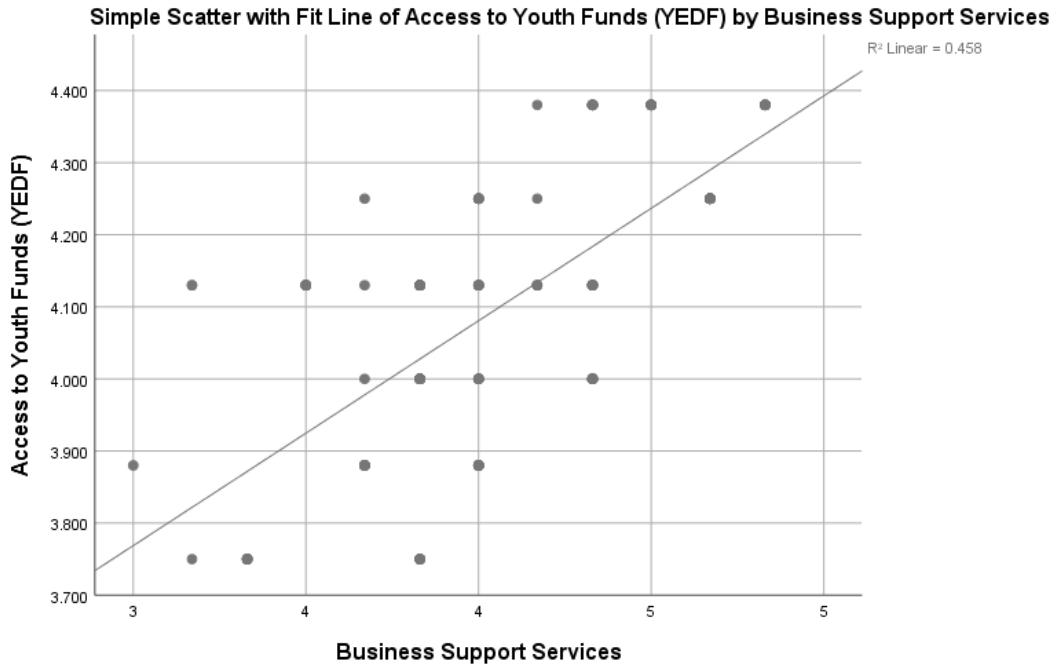 Simple Scatter with Fit Line of Access to Youth Funds (YEDF) by Business Support Services
R² Linear = 0.458
Access to Youth Funds (YEDF)
4.400
4.300
4.200
4.100
4.000
3.900
3.800
3.700
3 4 4 5 5
Business Support Services